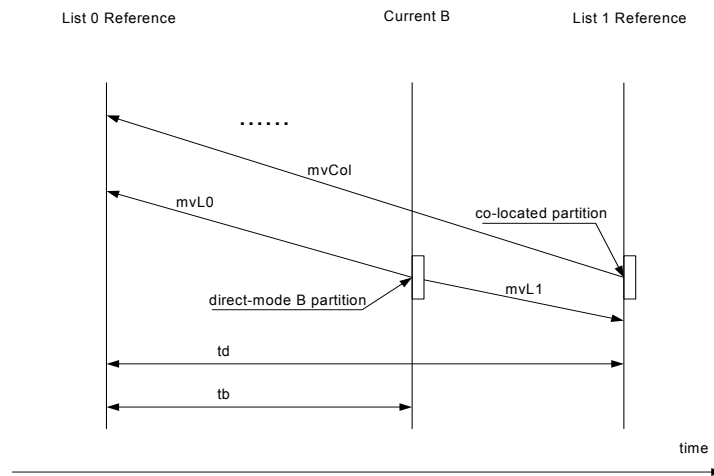 List 0 Reference
Current B
List 1 Reference
......
mvCol
mvL0
co-located partition
mvL1
direct-mode B partition
td
tb
time